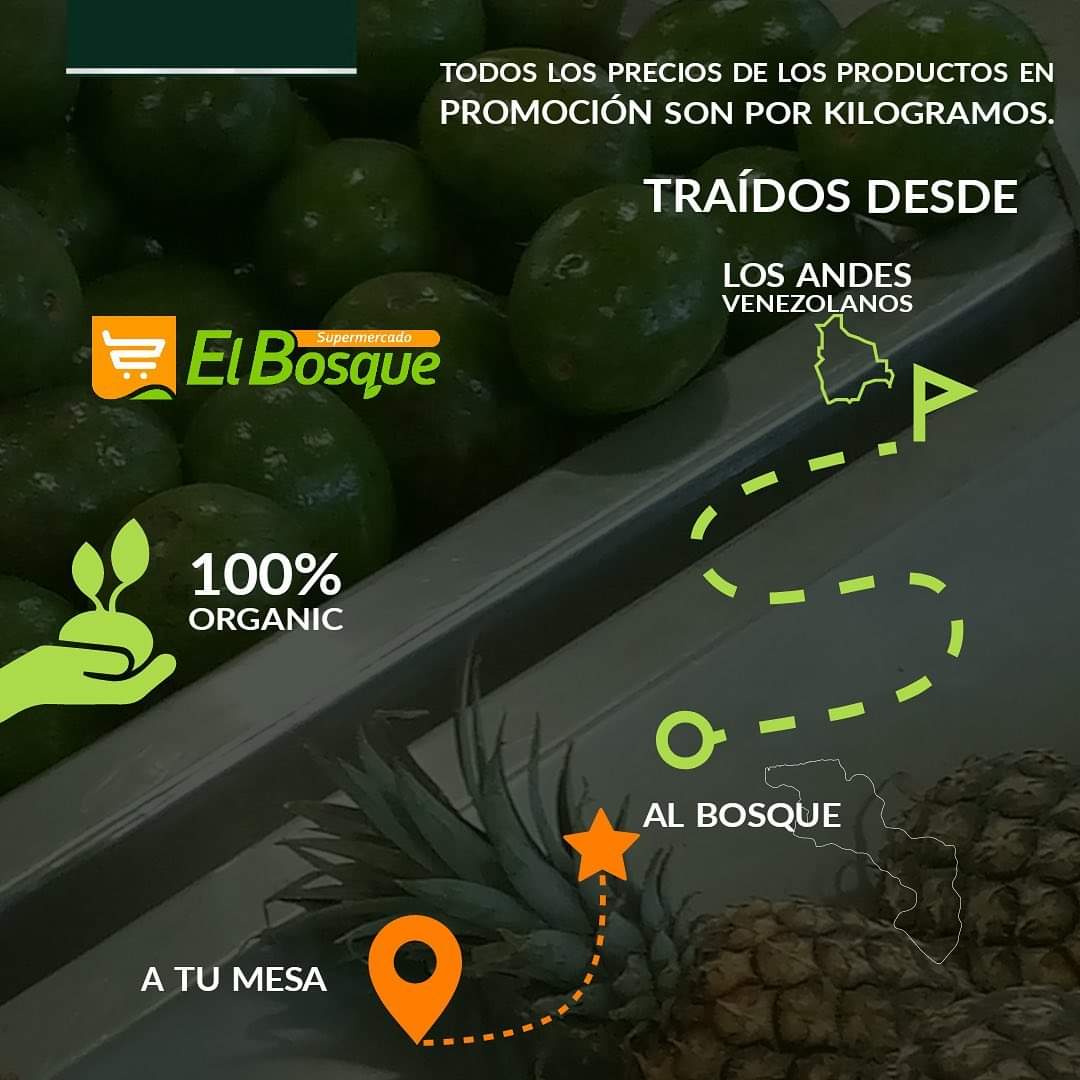 TODOS LOS PRECIOS DE LOS PRODUCTOS EN
PROMOCIÓN SON POR KILOGRAMOS.
TRAÍDOS DESDE
LOS ANDES
VENEZOLANOS
Supermercado
El Bosque
100%
ORGANIC
AL BOSQUE
A TU MESA